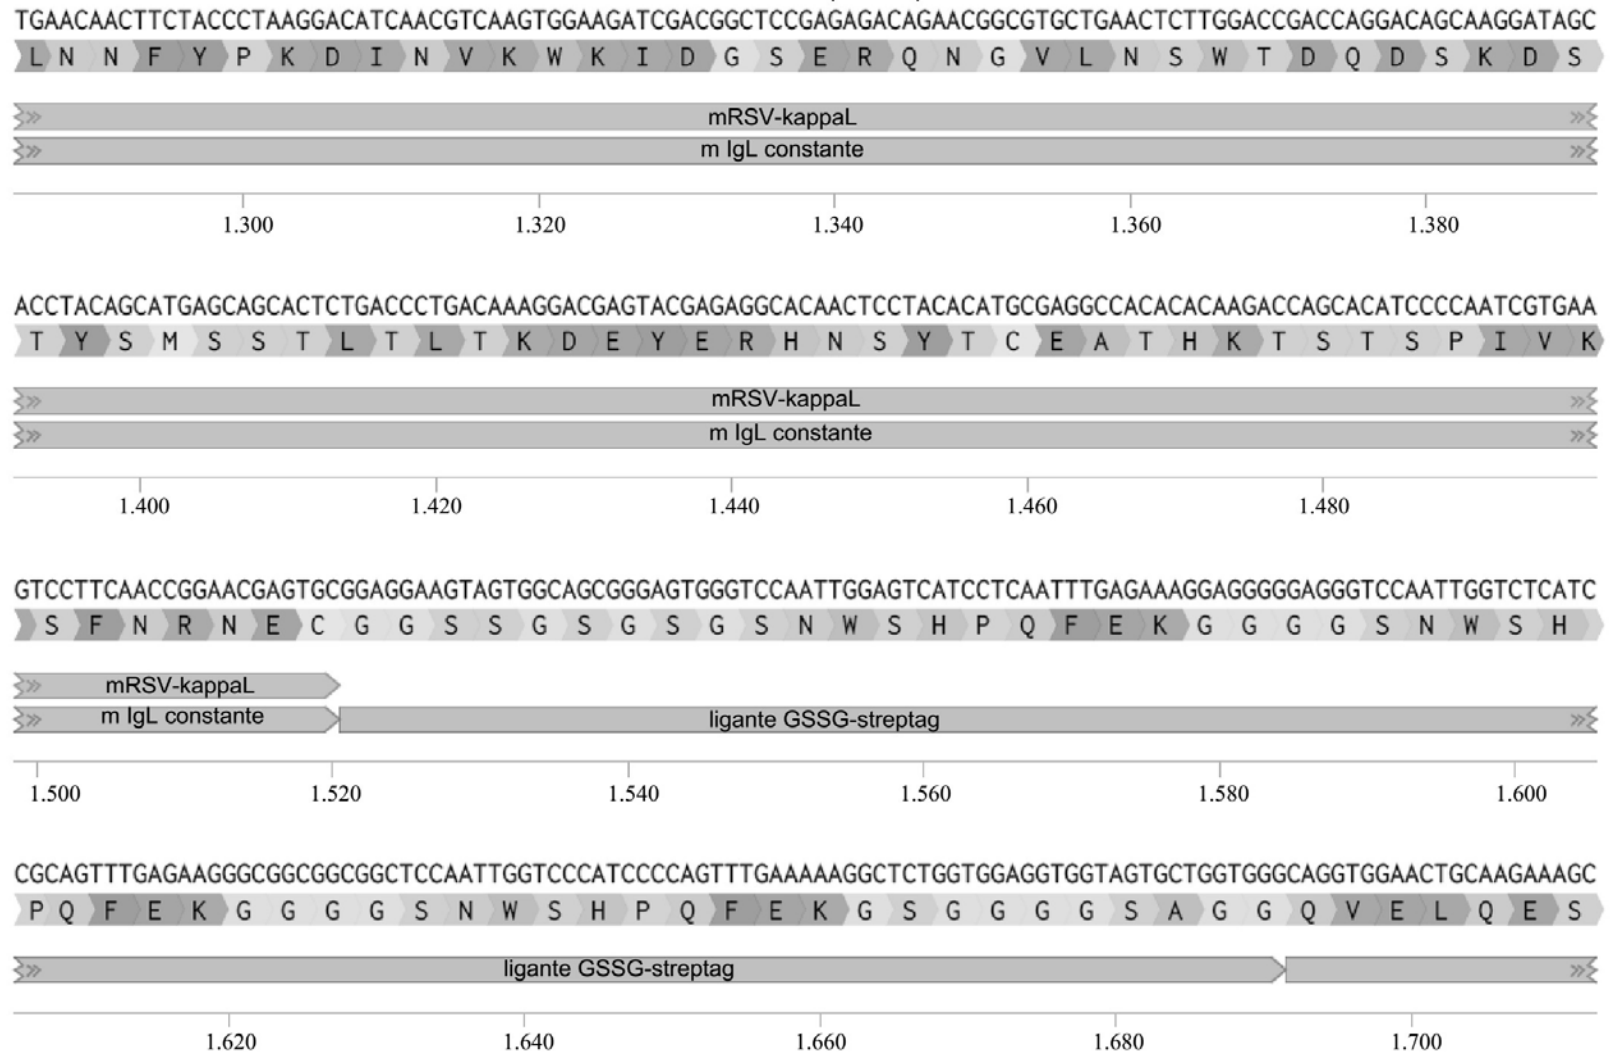 TGAACAACTTCTACCCTAAGGACATCAACGTCAAGTGGAAGATCGACGGCTCCGAGAGACAGAACGGCGTGCTGAACTCTTGGACCGACCAGGACAGCAAGGATAGC
L N N F Y P K D I N V K W K I D G S E R Q N G V L N S W T D Q D S K D S
mRSV-kappaL
m IgL constante
1.300 1.320 1.340 1.360 1.380
ACCTACAGCATGAGCAGCACTCTGACCCTGACAAAGGACGAGTACGAGAGGCACAACTCCTACACATGCGAGGCCACACACAAGACCAGCACATCCCCAATCGTGAA
T Y S M S S T L T L T K D E Y E R H N S Y T C E A T H K T S T S P I V K
mRSV-kappaL
m IgL constante
1.400 1.420 1.440 1.460 1.480
GTCCTTCAACCGGAACGAGTGCGGAGGAAGTAGTGGCAGCGGGAGTGGGTCCAATTGGAGTCATCCTCAATTTGAGAAAGGAGGGGGAGGGTCCAATTGGTCTCATC
S F N R N E C G G S S G S G S G S N W S H P Q F E K G G G G S N W S H
mRSV-kappaL
m IgL constante
ligante GSSG-streptag
1.500 1.520 1.540 1.560 1.580 1.600
CGCAGTTTGAGAAGGGCGGCGGCGGCTCCAATTGGTCCCATCCCCAGTTTGAAAAAGGCTCTGGTGGAGGTGGTAGTGCTGGTGGGCAGGTGGAACTGCAAGAAAGC
P Q F E K G G G G S N W S H P Q F E K G S G G G G S A G G Q V E L Q E S
ligante GSSG-streptag
1.620 1.640 1.660 1.680 1.700